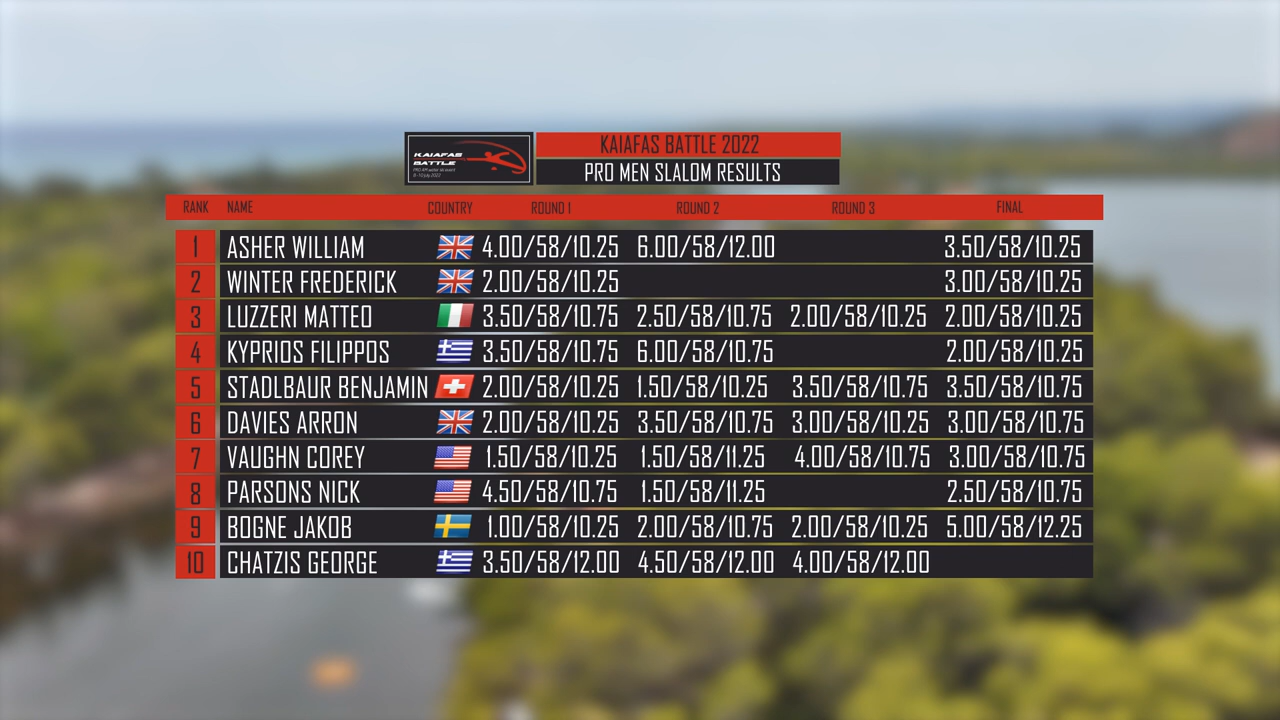 KAIAFAS
BATTLE
KAIAFAS BATTLE 2022
PRO MEN SLALOM RESULTS
RANK NAME COUNTRY ROUND 1 ROUND 2 ROUND 3 FINAL
1 ASHER WILLIAM 4.00/58/10.25 6.00/58/12.00 3.50/58/10.25
2 WINTER FREDERICK 2.00/58/10.25 3.00/58/10.25
3 LUZZERI MATTEO 3.50/58/10.75 2.50/58/10.75 2.00/58/10.25 2.00/58/10.25
4 KYPRIOS FILIPPOS 3.50/58/10.75 6.00/58/10.75 2.00/58/10.25
5 STADLBAUR BENJAMIN 2.00/58/10.25 1.50/58/10.25 3.50/58/10.75 3.50/58/10.75
6 DAVIES ARRON 2.00/58/10.25 3.50/58/10.75 3.00/58/10.25 3.00/58/10.75
7 VAUGHN COREY 1.50/58/10.25 1.50/58/11.25 4.00/58/10.75 3.00/58/10.75
8 PARSONS NICK 4.50/58/10.75 1.50/58/11.25 2.50/58/10.75
9 BOGNE JAKOB 1.00/58/10.25 2.00/58/10.75 2.00/58/10.25 5.00/58/12.25
10 CHATZIS GEORGE 3.50/58/12.00 4.50/58/12.00 4.00/58/12.00